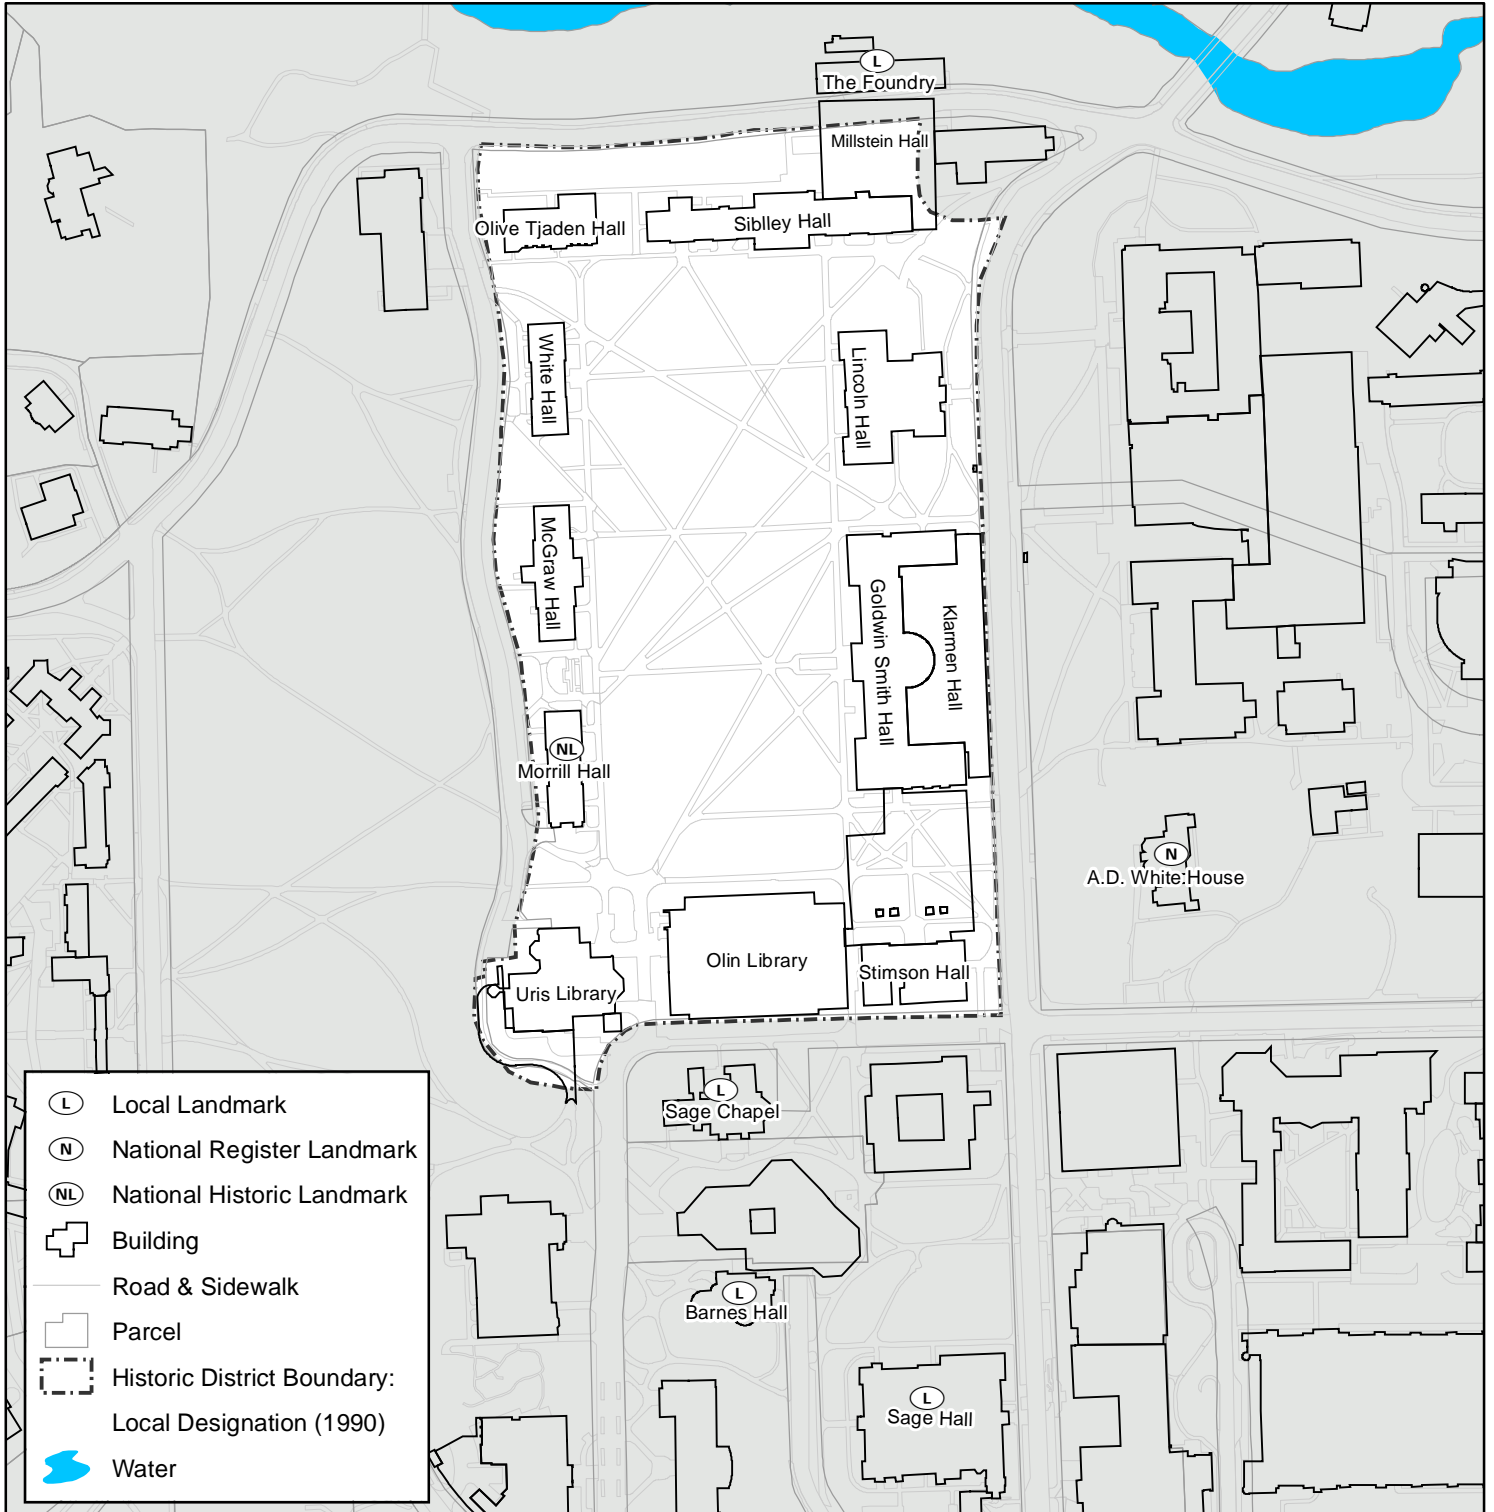 L
The Foundry
Millstein Hall
Olive Tjaden Hall
Siblley Hall
White Hall
Lincoln Hall
McGraw Hall
Goldwin Smith Hall
Klarmen Hall
NL
Morrill Hall
N
A.D. White House
Olin Library
Stimson Hall
Uris Library
L
Sage Chapel
L
Barnes Hall
L
Sage Hall
L Local Landmark
N National Register Landmark
NL National Historic Landmark
Building
Road & Sidewalk
Parcel
Historic District Boundary:
Local Designation (1990)
Water